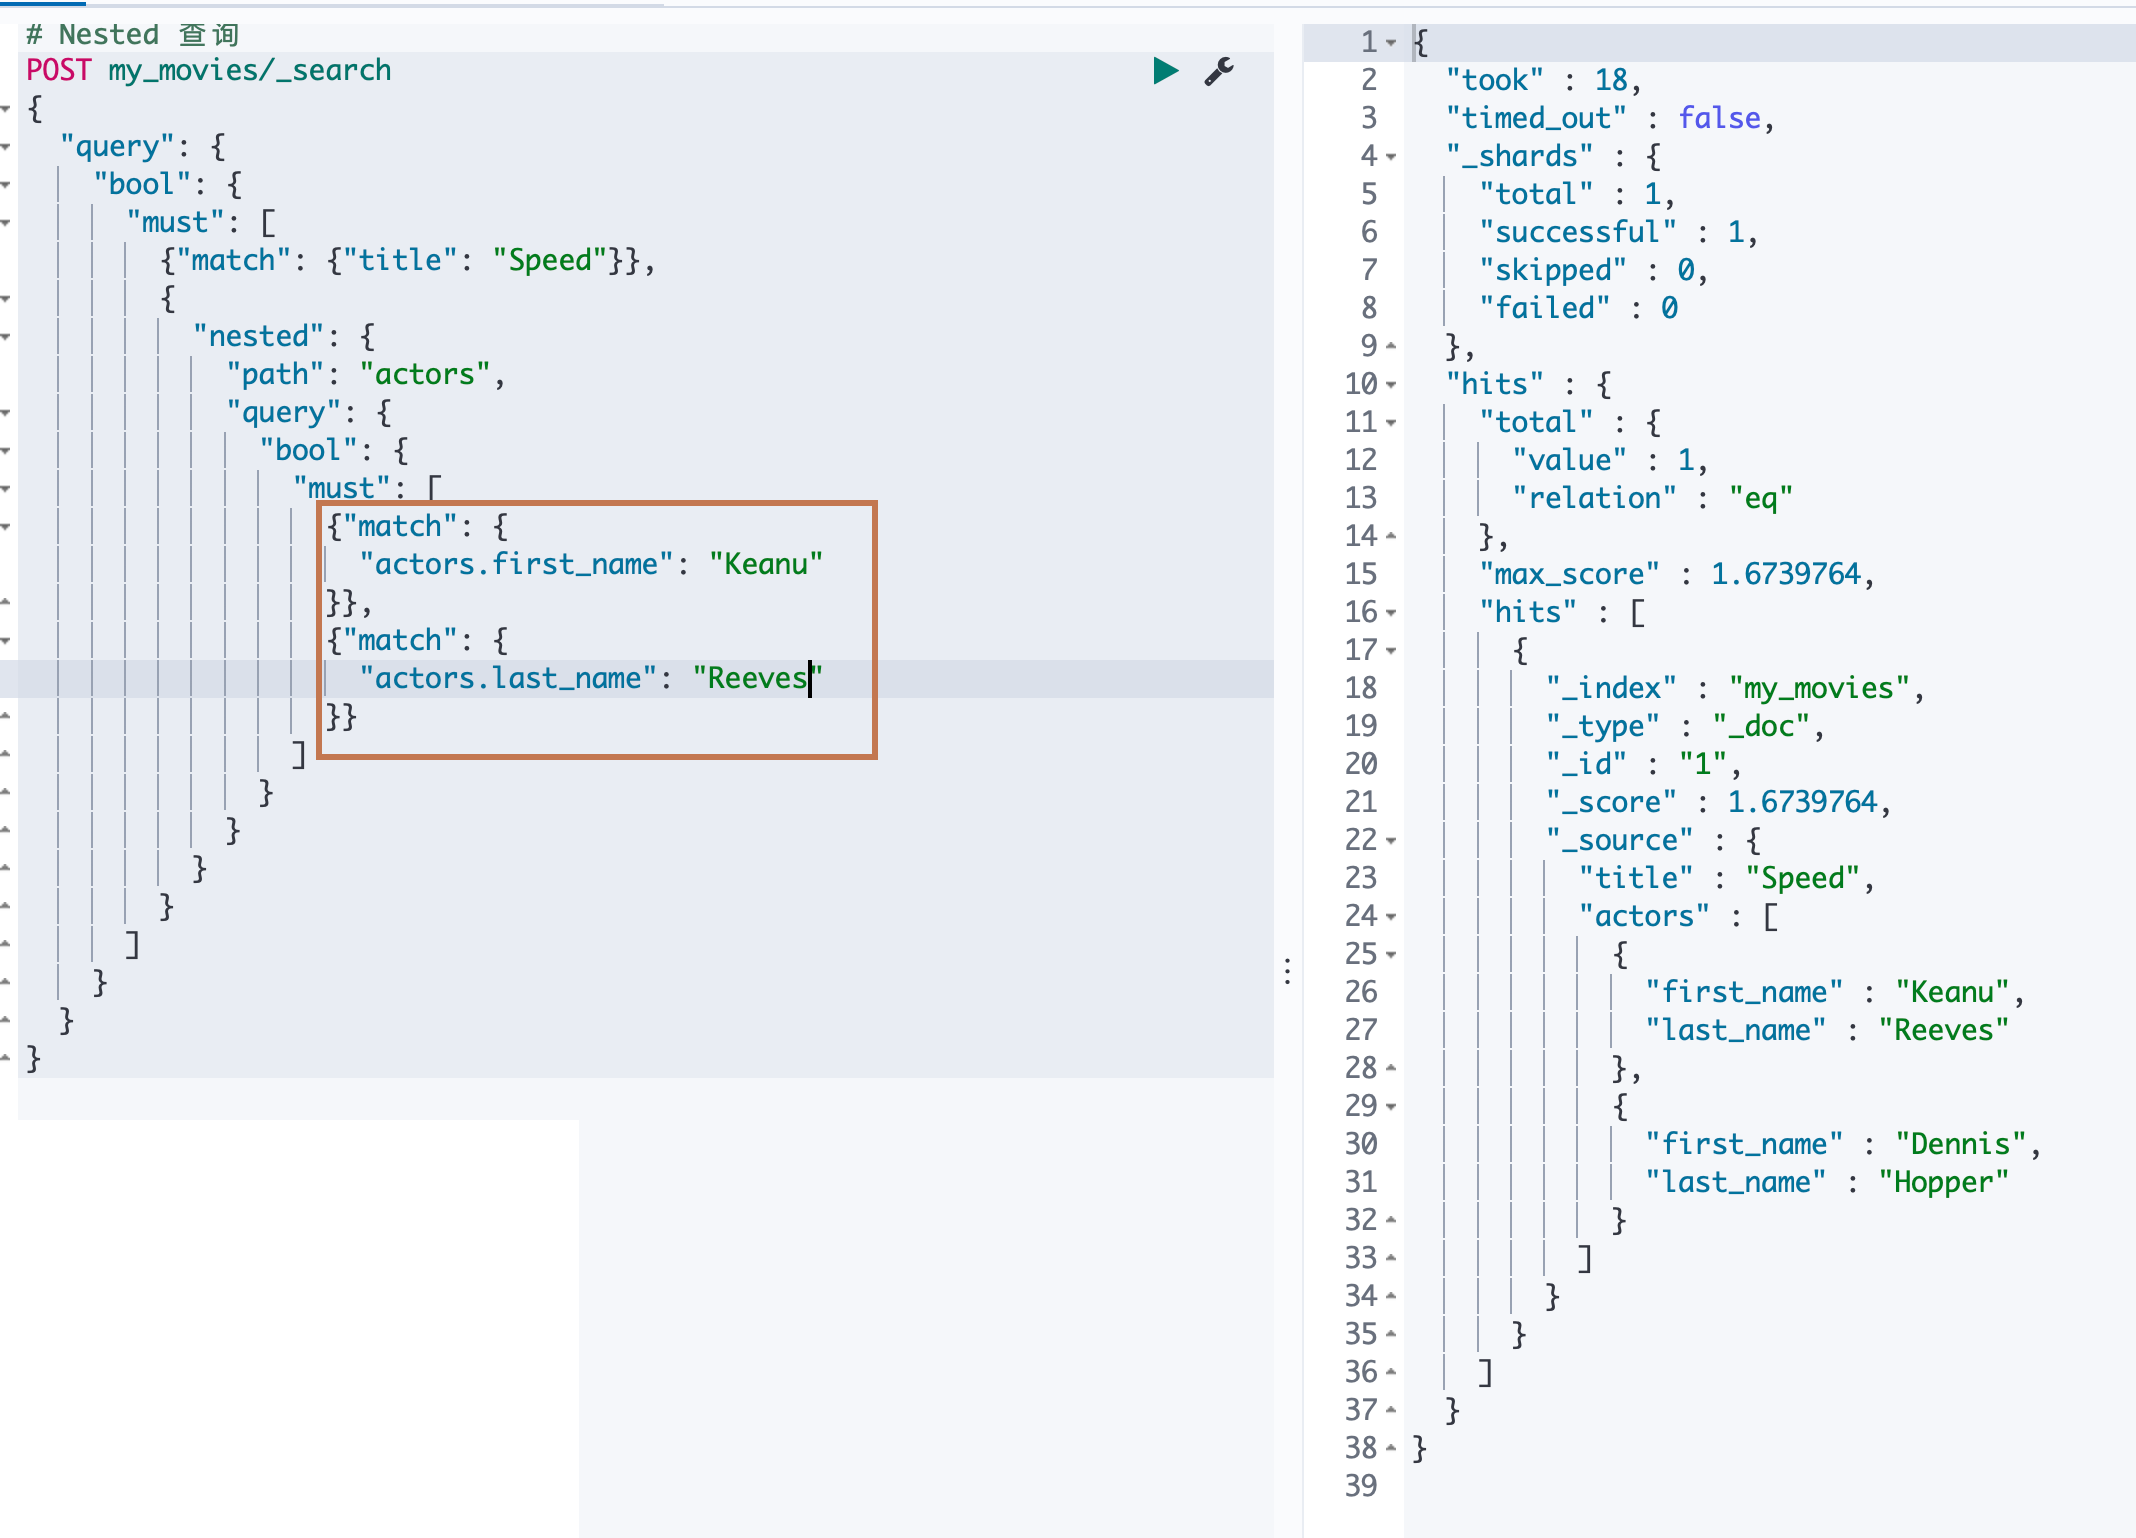 # Nested 查询
POST my_movies/_search
{
  "query": {
    "bool": {
      "must": [
        {"match": {"title": "Speed"}},
        {
          "nested": {
            "path": "actors",
            "query": {
              "bool": {
                "must": [
                  {"match": {
                    "actors.first_name": "Keanu"
                  }},
                  {"match": {
                    "actors.last_name": "Reeves"
                  }}
                ]
              }
            }
          }
        }
      ]
    }
  }
}
1 {
2   "took" : 18,
3   "timed_out" : false,
4   "_shards" : {
5     "total" : 1,
6     "successful" : 1,
7     "skipped" : 0,
8     "failed" : 0
9   },
10   "hits" : {
11     "total" : {
12       "value" : 1,
13       "relation" : "eq"
14     },
15     "max_score" : 1.6739764,
16     "hits" : [
17       {
18         "_index" : "my_movies",
19         "_type" : "_doc",
20         "_id" : "1",
21         "_score" : 1.6739764,
22         "_source" : {
23           "title" : "Speed",
24           "actors" : [
25             {
26               "first_name" : "Keanu",
27               "last_name" : "Reeves"
28             },
29             {
30               "first_name" : "Dennis",
31               "last_name" : "Hopper"
32             }
33           ]
34         }
35       }
36     ]
37   }
38 }
39